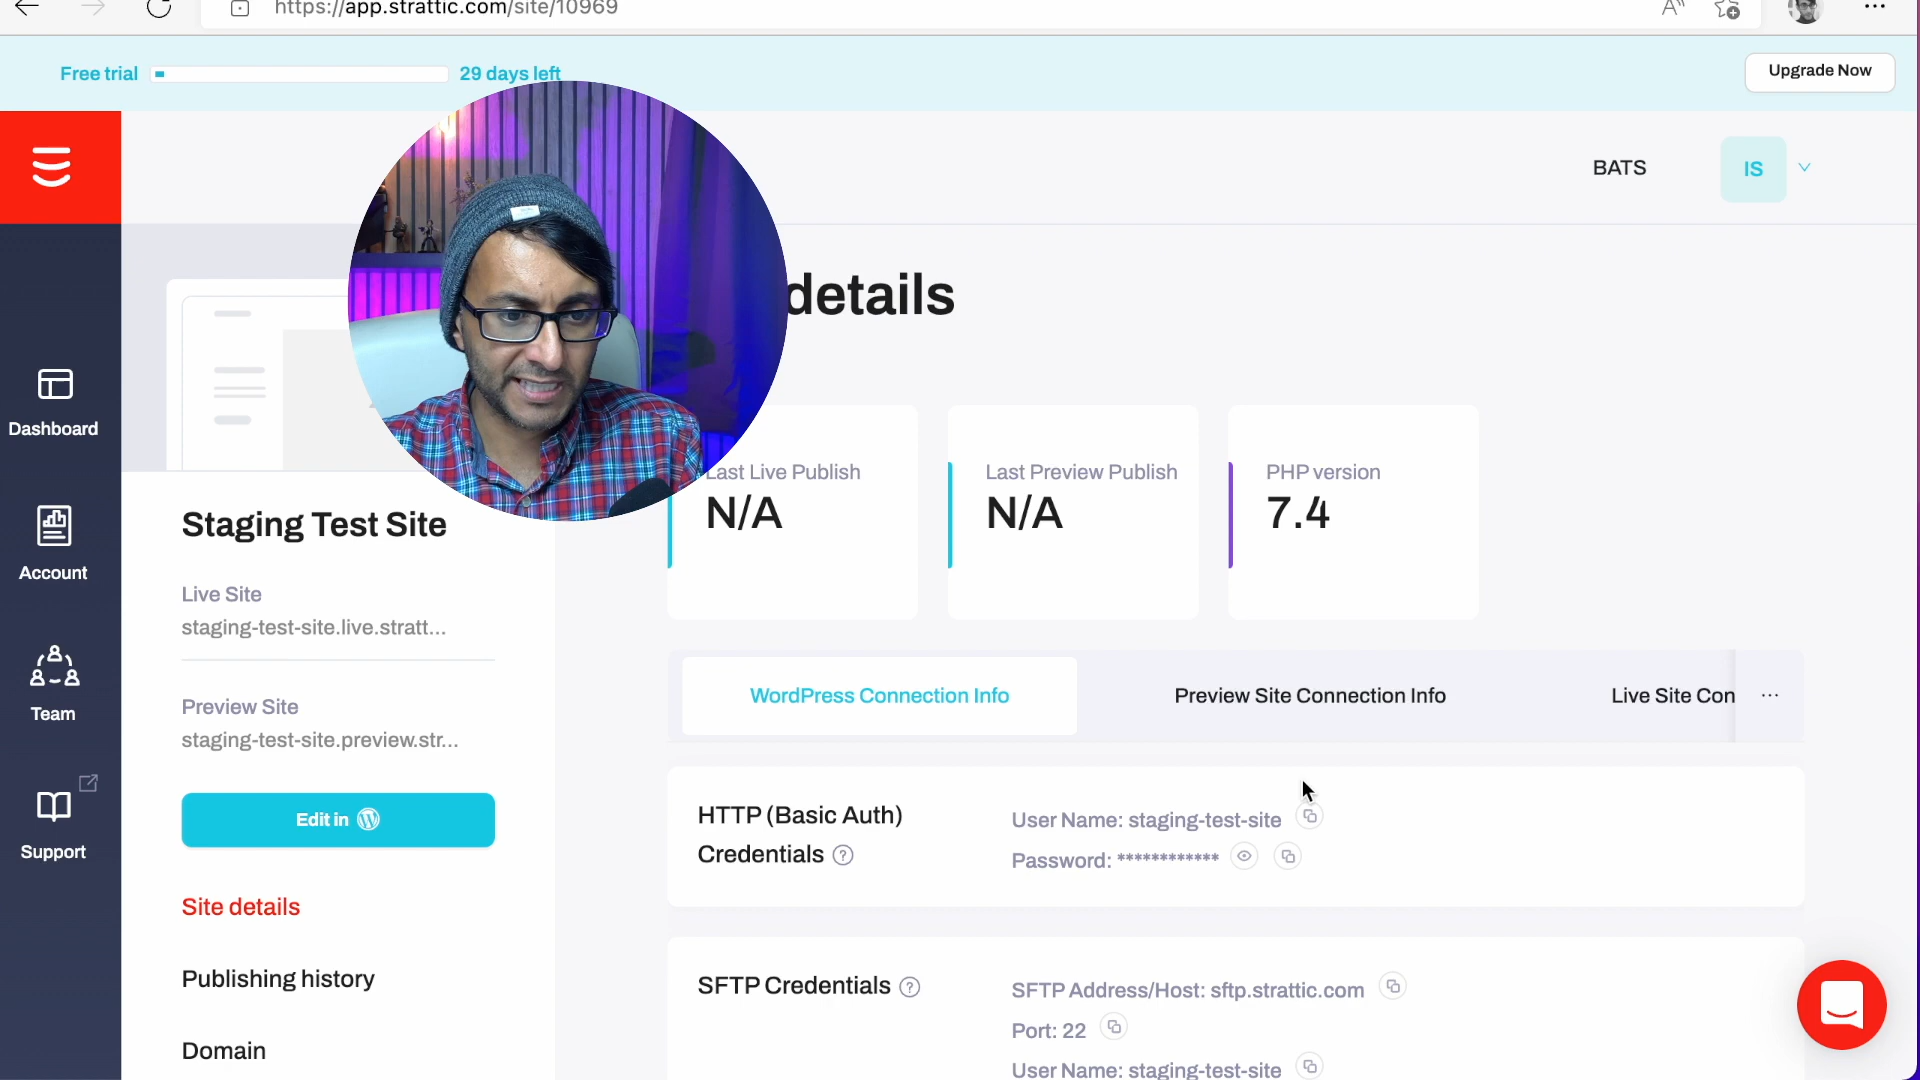 https://app.strattic.com/site/10969
Free trial
29 days left
Upgrade Now
BATS
IS
details
Dashboard
Account
Team
Support
Staging Test Site
Live Site
staging-test-site.live.stratt...
Preview Site
staging-test-site.preview.str...
Edit in
Site details
Publishing history
Domain
Last Live Publish
N/A
Last Preview Publish
N/A
PHP version
7.4
WordPress Connection Info
Preview Site Connection Info
Live Site Con
...
HTTP (Basic Auth)
Credentials ?
User Name: staging-test-site
Password: ************
SFTP Credentials ?
SFTP Address/Host: sftp.strattic.com
Port: 22
User Name: staging-test-site